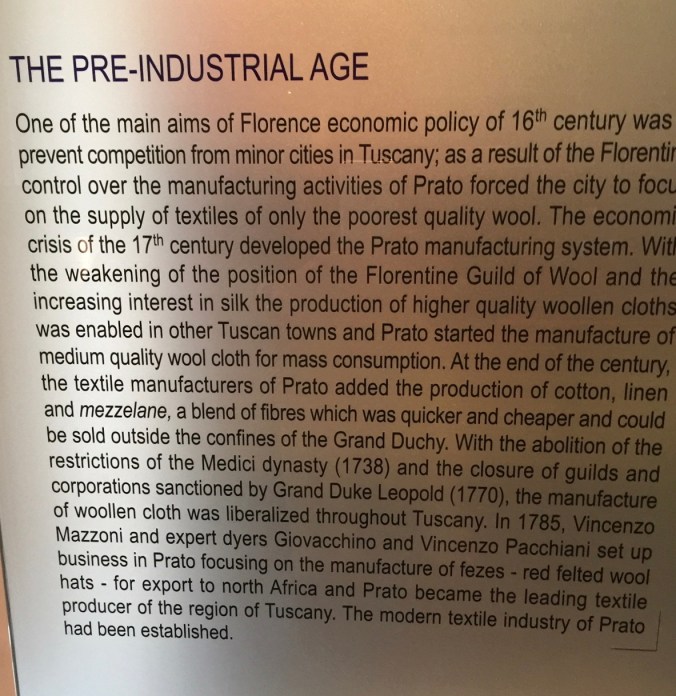 THE PRE-INDUSTRIAL AGE
One of the main aims of Florence economic policy of 16th century was
prevent competition from minor cities in Tuscany; as a result of the
control over the manufacturing activities of Prato forced the city to
on the supply of textiles of only the poorest quality wool. The
crisis of the 17th century developed the Prato manufacturing system.
the weakening of the position of the Florentine Guild of Wool and the
increasing interest in silk the production of higher quality woollen cloths
was enabled in other Tuscan towns and Prato started the manufacture of
medium quality wool cloth for mass consumption. At the end of the century,
the textile manufacturers of Prato added the production of cotton, linen
and mezzelane, a blend of fibres which was quicker and cheaper and could
be sold outside the confines of the Grand Duchy. With the abolition of the
restrictions of the Medici dynasty (1738) and the closure of guilds and
corporations sanctioned by Grand Duke Leopold (1770), the manufacture
of woollen cloth was liberalized throughout Tuscany. In 1785, Vincenzo
Mazzoni and expert dyers Giovacchino and Vincenzo Pacchiani set up
business in Prato focusing on the manufacture of fezes - red felted wool
hats - for export to north Africa and Prato became the leading textile
producer of the region of Tuscany. The modern textile industry of Prato
had been established.